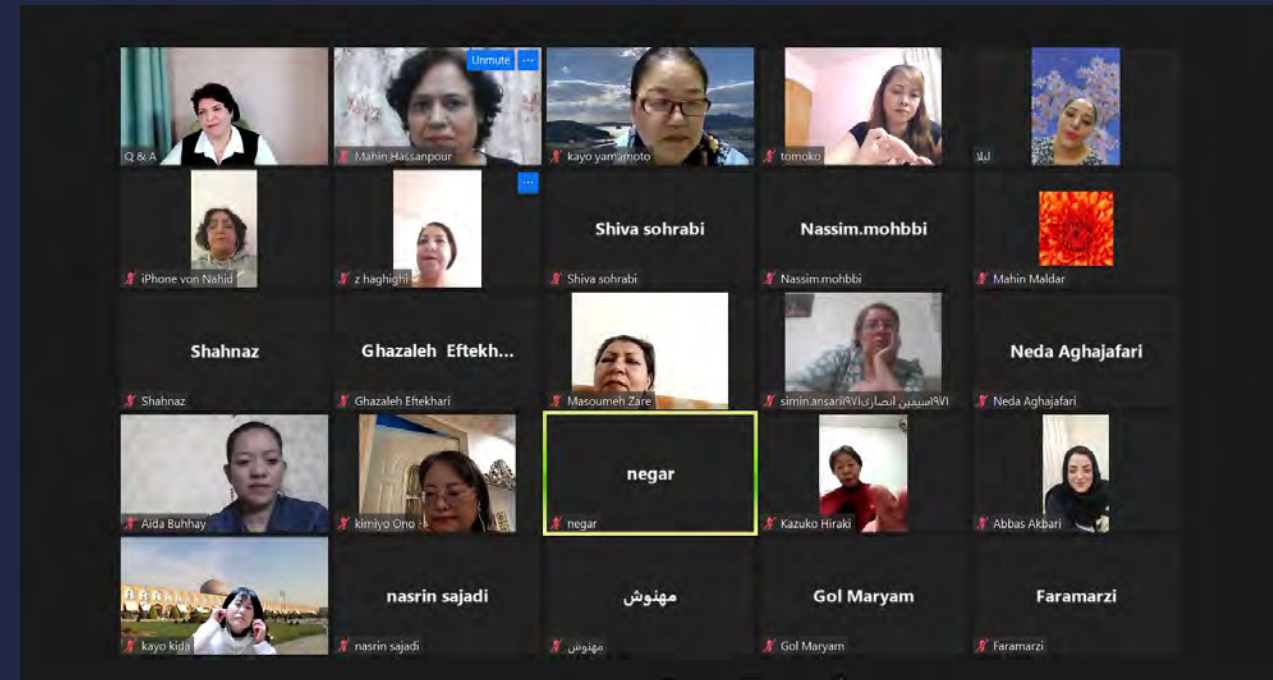 Unmute ...
Q & A
Mahin Hassanpour
kayo yamamoto
tomoko
لیلا
...
iPhone von Nahid
z haghighi
Shiva sohrabi
Shiva sohrabi
Nassim.mohbbi
Nassim.mohbbi
Mahin Maldar
Shahnaz
Shahnaz
Ghazaleh Eftekh...
Ghazaleh Eftekhari
Masoumeh Zare
simin.ansari۱۹۷۱سیمین انصاری۱۹۷۱
Neda Aghajafari
Neda Aghajafari
Aida Buhhay
kimiyo Ono
negar
negar
Kazuko Hiraki
Abbas Akbari
kayo kida
nasrin sajadi
nasrin sajadi
مهنوش
مهنوش
Gol Maryam
Gol Maryam
Faramarzi
Faramarzi